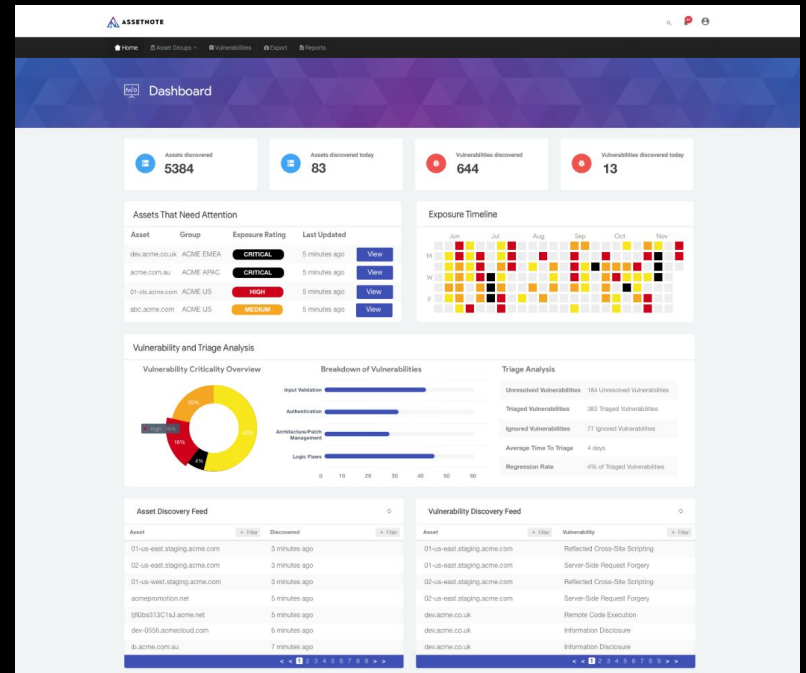 ASSETNOTE
Home Asset Groups Vulnerabilities Export Reports
Dashboard
Assets discovered
5384
Assets discovered today
83
Vulnerabilities discovered
644
Vulnerabilities discovered today
13
Assets That Need Attention
Asset Group Exposure Rating Last Updated
dev.acme.co.uk ACME EMEA CRITICAL 5 minutes ago View
acme.com.au ACME APAC CRITICAL 5 minutes ago View
01-cis.acme.com ACME US HIGH 5 minutes ago View
abc.acme.com ACME US MEDIUM 5 minutes ago View
Exposure Timeline
Jun Jul Aug Sep Oct Nov
M
W
F
Vulnerability and Triage Analysis
Vulnerability Criticality Overview
20%
High: 16%
16%
4%
Breakdown of Vulnerabilities
Input Validation
Authentication
Architecture/Patch
Management
Logic Flaws
0 10 20 30 40 50 60
Triage Analysis
Unresolved Vulnerabilities 184 Unresolved Vulnerabilities
Triaged Vulnerabilities 383 Triaged Vulnerabilities
Ignored Vulnerabilities 77 Ignored Vulnerabilities
Average Time To Triage 4 days
Regression Rate 4% of Triaged Vulnerabilities
Asset Discovery Feed
Asset + Filter Discovered + Filter
01-us-east.staging.acme.com 3 minutes ago
02-us-east.staging.acme.com 3 minutes ago
01-us-west.staging.acme.com 3 minutes ago
acmepromotion.net 5 minutes ago
tjfl0bs313C1sJ.acme.net 5 minutes ago
dev-0556.acmecloud.com 6 minutes ago
ib.acme.com.au 7 minutes ago
< < 1 2 3 4 5 6 7 8 9 > >
Vulnerability Discovery Feed
Asset + Filter Vulnerability + Filter
01-us-east.staging.acme.com Reflected Cross-Site Scripting
01-us-east.staging.acme.com Server-Side Request Forgery
02-us-east.staging.acme.com Reflected Cross-Site Scripting
02-us-east.staging.acme.com Server-Side Request Forgery
dev.acme.co.uk Remote Code Execution
dev.acme.co.uk Information Disclosure
dev.acme.co.uk Information Disclosure
< < 1 2 3 4 5 6 7 8 9 > >